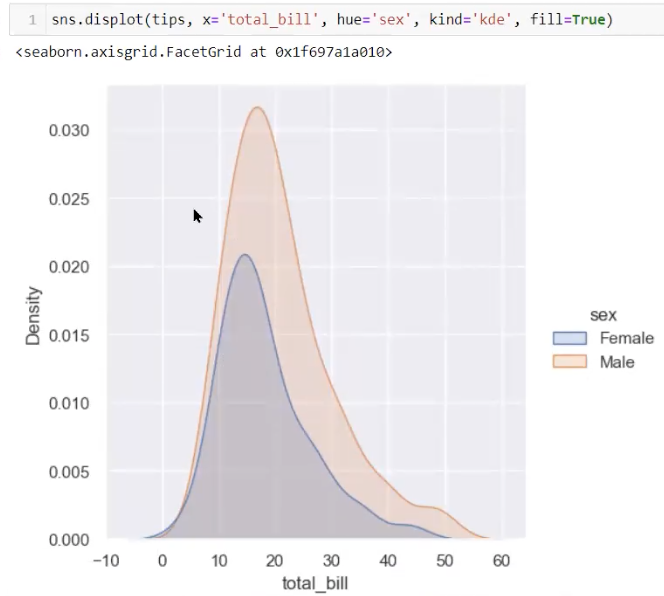 1 sns.displot(tips, x='total_bill', hue='sex', kind='kde', fill=True)
<seaborn.axisgrid.FacetGrid at 0x1f697a1a010>
0.030
0.025
0.020
0.015
0.010
0.005
0.000
Density
−10 0 10 20 30 40 50 60
total_bill
sex
Female
Male